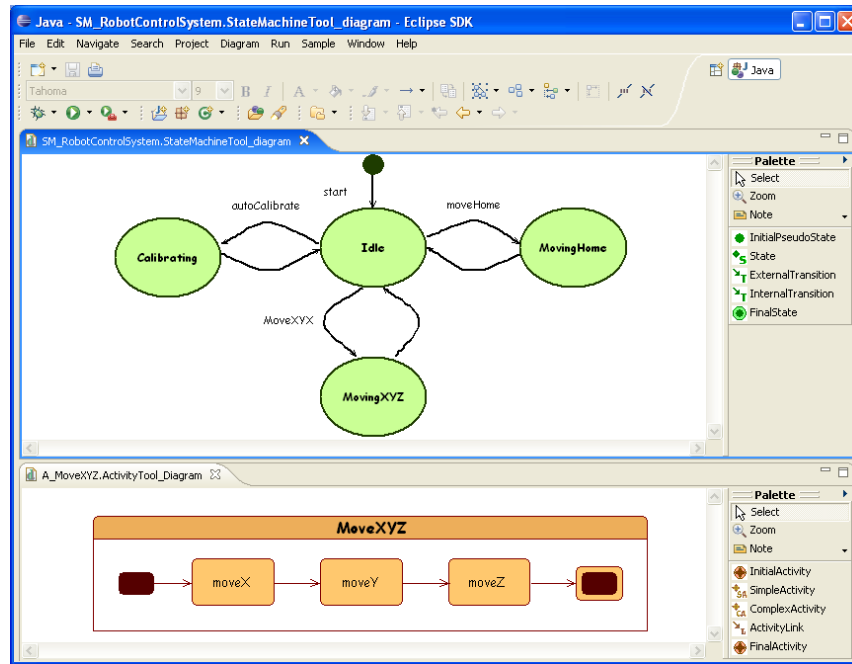 Java - SM_RobotControlSystem.StateMachineTool_diagram - Eclipse SDK
File Edit Navigate Search Project Diagram Run Sample Window Help
Java
Tahoma 9 B I A
SM_RobotControlSystem.StateMachineTool_diagram
Palette
Select
Zoom
Note
InitialPseudoState
State
ExternalTransition
InternalTransition
FinalState
start
autoCalibrate
moveHome
Calibrating
Idle
MovingHome
MoveXYX
MovingXYZ
A_MoveXYZ.ActivityTool_Diagram
Palette
Select
Zoom
Note
InitialActivity
SimpleActivity
ComplexActivity
ActivityLink
FinalActivity
MoveXYZ
moveX moveY moveZ